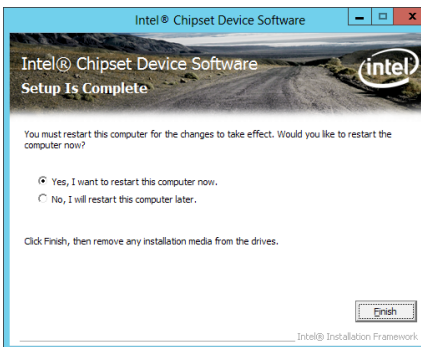 Intel® Chipset Device Software
Intel® Chipset Device Software
Setup Is Complete
intel®
You must restart this computer for the changes to take effect. Would you like to restart the
computer now?
Yes, I want to restart this computer now.
No, I will restart this computer later.
Click Finish, then remove any installation media from the drives.
Finish
Intel® Installation Framework